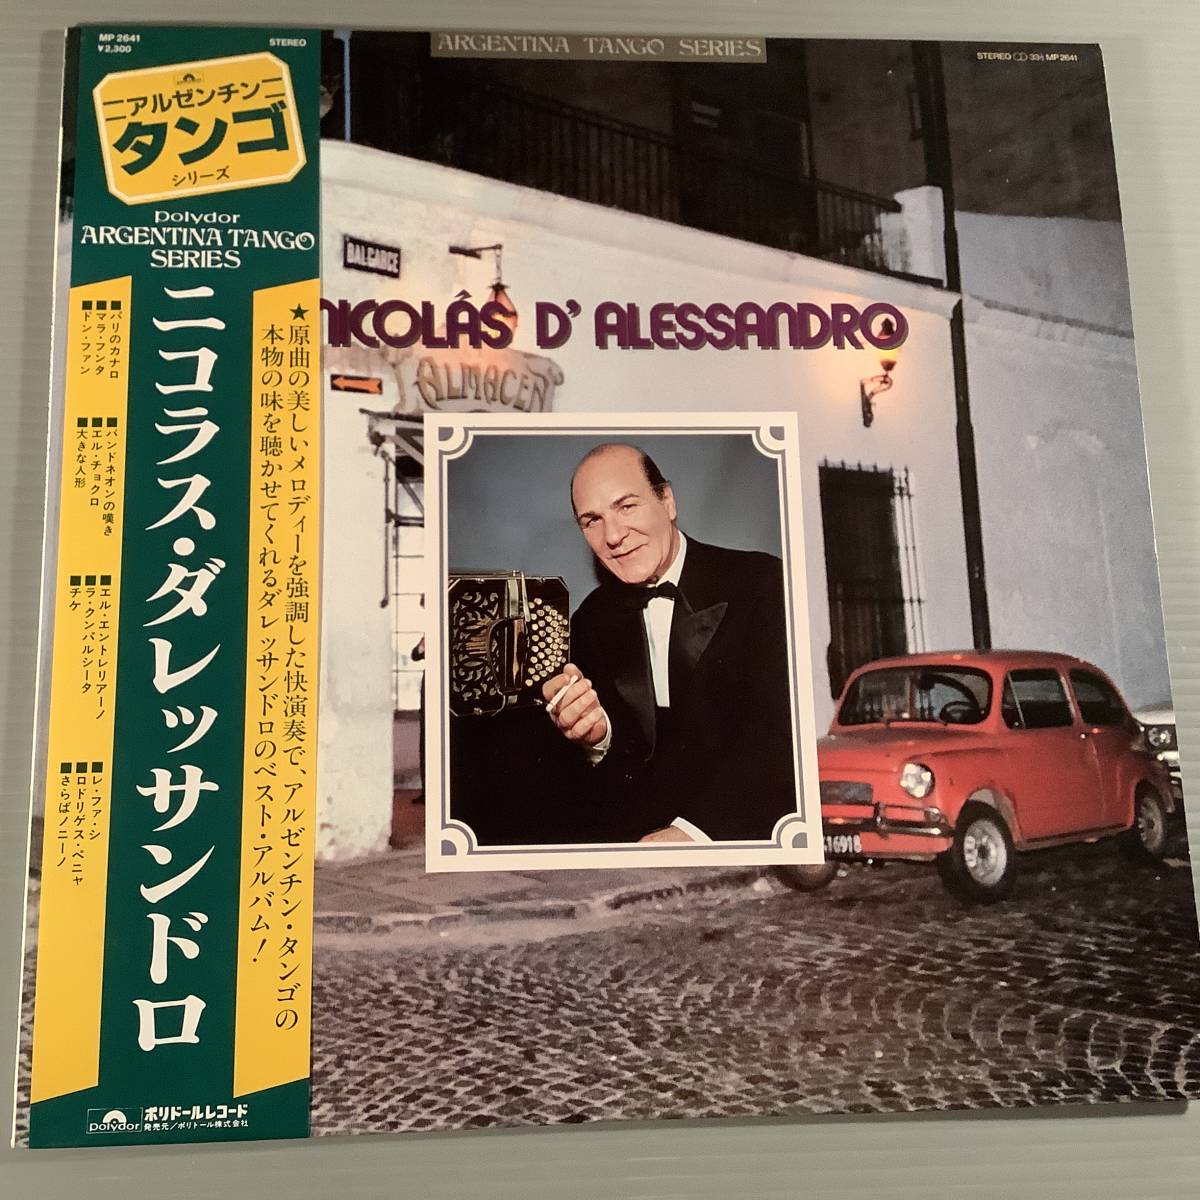 MP 2641
¥2,300
STEREO
アルゼンチン
タンゴ
シリーズ
polydor
ARGENTINA TANGO
SERIES
ニコラス・ダレッサンドロ
★原曲の美しいメロディーを強調した快演奏で、アルゼンチン・タンゴの
本物の味を聴かせてくれるダレッサンドロのベスト・アルバム!
■パリのカナロ
■マラ・フンタ
■ドン・ファン
■バンドネオンの嘆き
■エル・チョクロ
■大きな人形
■エル・エントレリアーノ
■ラ・クンパルシータ
■チケ
■レ・ファ・シ
■ロドリゲス・ペニャ
■さらばノニーノ
polydor
ポリドールレコード
発売元/ポリドール株式会社
ARGENTINA TANGO SERIES
STEREO 33⅓ MP 2641
BALCARCE
NICOLÁS D'ALESSANDRO
ALMACEN
16918